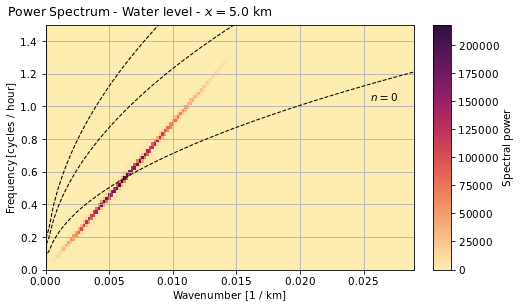 Power Spectrum - Water level - x = 5.0 km
1.4
1.2
1.0
0.8
0.6
0.4
0.2
0.0
Frequency [cycles / hour]
n = 0
0.000 0.005 0.010 0.015 0.020 0.025
Wavenumber [1 / km]
200000
175000
150000
125000
100000
75000
50000
25000
0
Spectral power